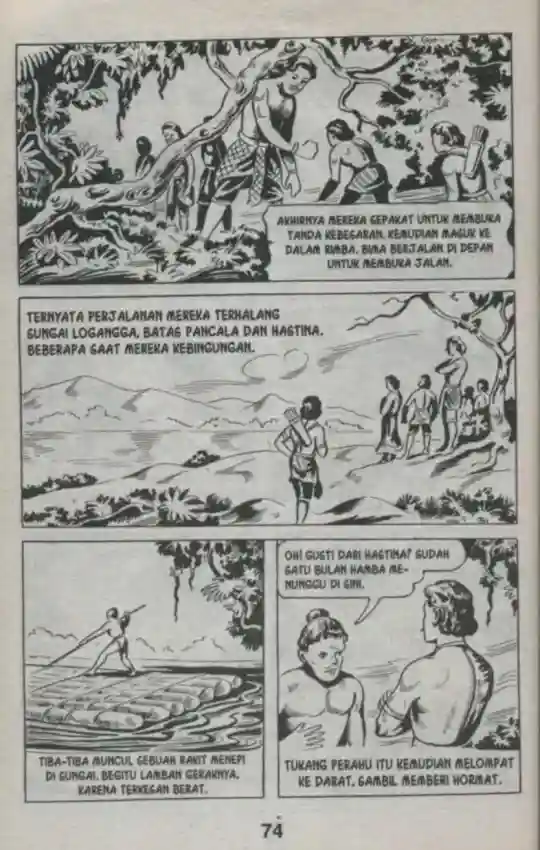 AKHIRNYA MEREKA SEPAKAT UNTUK MEMBUKA
TANDA KEBESARAN. KEMUDIAN MASUK KE
DALAM RIMBA. BIMA BERJALAN DI DEPAN
UNTUK MEMBUKA JALAN.
TERNYATA PERJALANAN MEREKA TERHALANG
SUNGAI LOGANGGA, BATAS PANCALA DAN HASTINA.
BEBERAPA SAAT MEREKA KEBINGUNGAN.
TIBA-TIBA MUNCUL SEBUAH RAKIT MENEPI
DI SUNGAI. BEGITU LAMBAN GERAKNYA,
KARENA TERKESAN BERAT.
OH! GUSTI DARI HASTINA? SUDAH
SATU BULAN HAMBA ME-
NUNGGU DI SINI.
TUKANG PERAHU ITU KEMUDIAN MELOMPAT
KE DARAT, SAMBIL MEMBERI HORMAT.
74